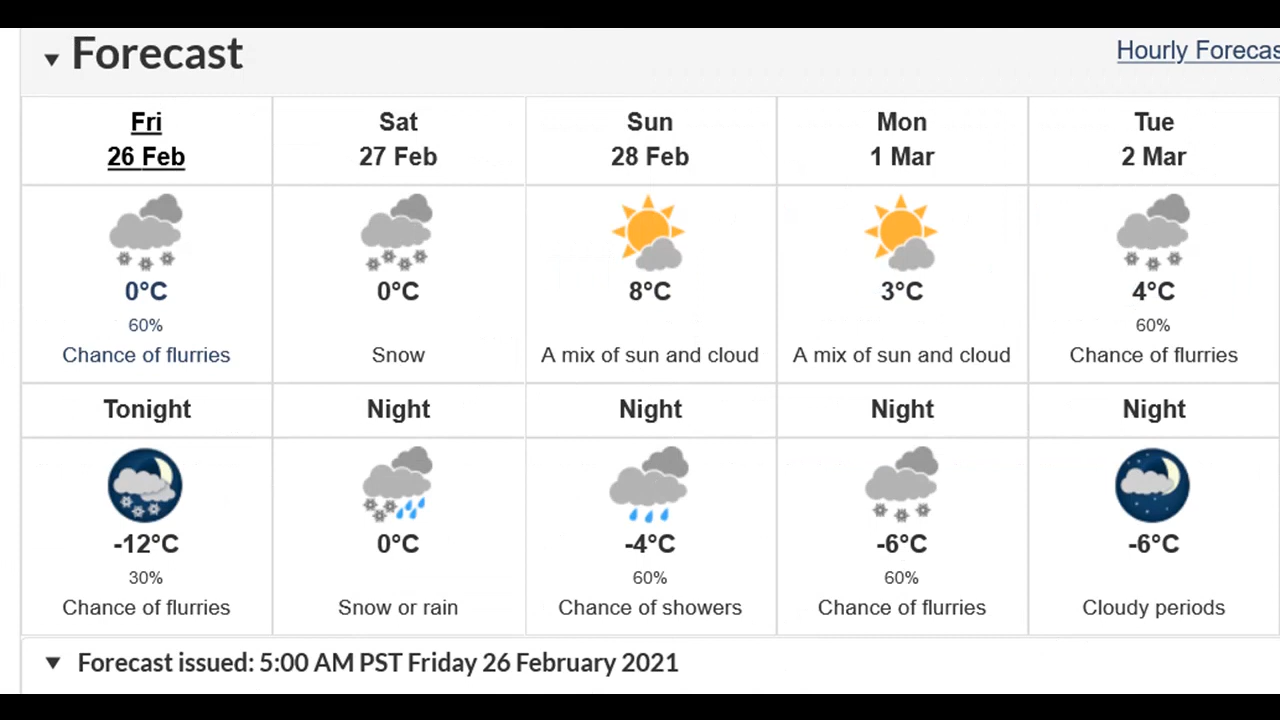 ▼ Forecast
Hourly Forecas
Fri Sat Sun Mon Tue
26 Feb 27 Feb 28 Feb 1 Mar 2 Mar
0°C 0°C 8°C 3°C 4°C
60% 60%
Chance of flurries Snow A mix of sun and cloud A mix of sun and cloud Chance of flurries
Tonight Night Night Night Night
-12°C 0°C -4°C -6°C -6°C
30% 60% 60%
Chance of flurries Snow or rain Chance of showers Chance of flurries Cloudy periods
▼ Forecast issued: 5:00 AM PST Friday 26 February 2021